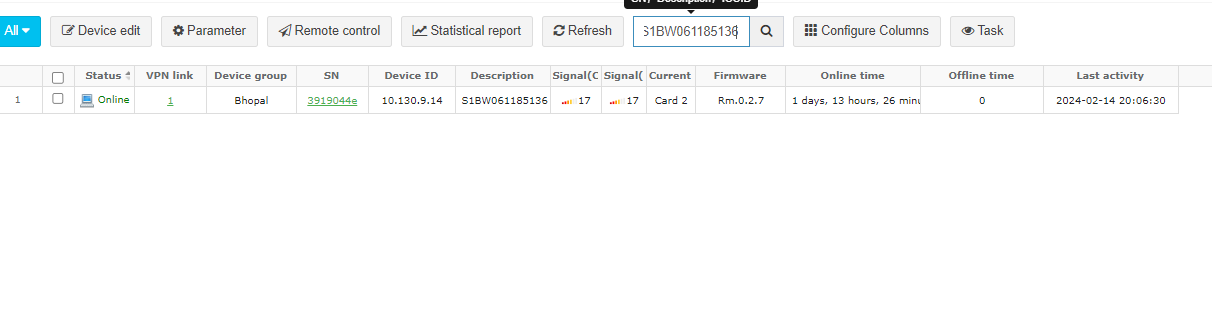 SN, Description, ICCID
All Device edit Parameter Remote control Statistical report Refresh S1BW061185136 Configure Columns Task
Status VPN link Device group SN Device ID Description Signal(C Signal( Current Firmware Online time Offline time Last activity
1 Online 1 Bhopal 3919044e 10.130.9.14 S1BW061185136 17 17 Card 2 Rm.0.2.7 1 days, 13 hours, 26 minu 0 2024-02-14 20:06:30